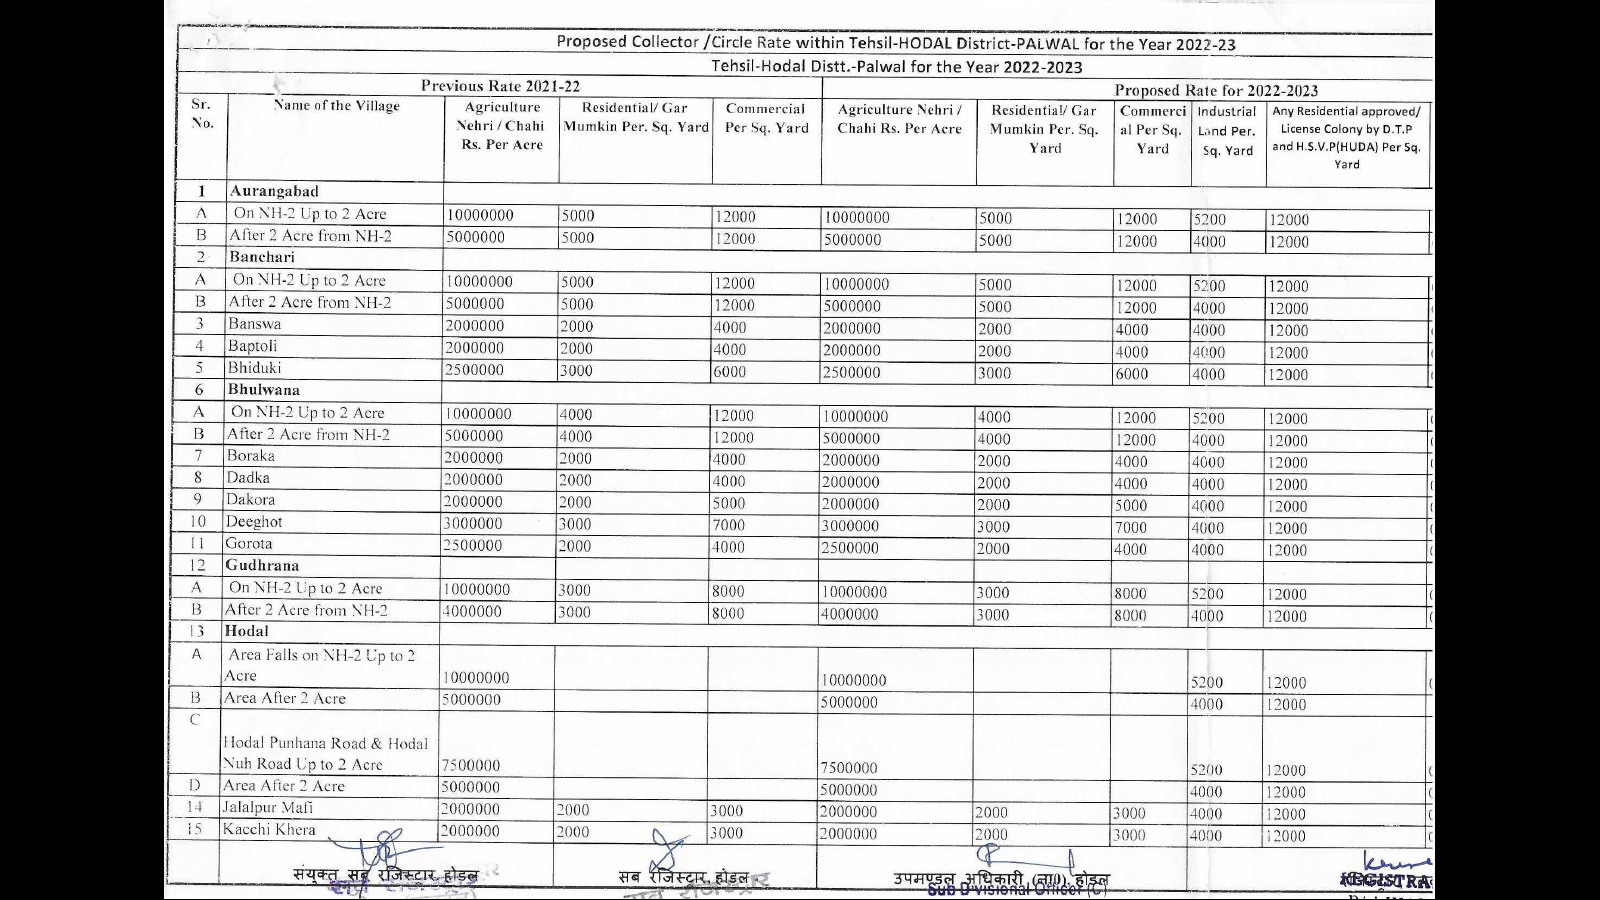 Proposed Collector /Circle Rate within Tehsil-HODAL District-PALWAL for the Year 2022-23
Tehsil-Hodal Distt.-Palwal for the Year 2022-2023
Previous Rate 2021-22 Proposed Rate for 2022-2023
Sr. No. Name of the Village Agriculture Nehri / Chahi Rs. Per Acre Residential/ Gar Mumkin Per. Sq. Yard Commercial Per Sq. Yard Agriculture Nehri / Chahi Rs. Per Acre Residential/ Gar Mumkin Per. Sq. Yard Commercial Per Sq. Yard Industrial Land Per. Sq. Yard Any Residential approved/ License Colony by D.T.P and H.S.V.P(HUDA) Per Sq. Yard
1 Aurangabad
A On NH-2 Up to 2 Acre 10000000 5000 12000 10000000 5000 12000 5200 12000
B After 2 Acre from NH-2 5000000 5000 12000 5000000 5000 12000 4000 12000
2 Banchari
A On NH-2 Up to 2 Acre 10000000 5000 12000 10000000 5000 12000 5200 12000
B After 2 Acre from NH-2 5000000 5000 12000 5000000 5000 12000 4000 12000
3 Banswa 2000000 2000 4000 2000000 2000 4000 4000 12000
4 Baptoli 2000000 2000 4000 2000000 2000 4000 4000 12000
5 Bhiduki 2500000 3000 6000 2500000 3000 6000 4000 12000
6 Bhulwana
A On NH-2 Up to 2 Acre 10000000 4000 12000 10000000 4000 12000 5200 12000
B After 2 Acre from NH-2 5000000 4000 12000 5000000 4000 12000 4000 12000
7 Boraka 2000000 2000 4000 2000000 2000 4000 4000 12000
8 Dadka 2000000 2000 4000 2000000 2000 4000 4000 12000
9 Dakora 2000000 2000 5000 2000000 2000 5000 4000 12000
10 Deeghot 3000000 3000 7000 3000000 3000 7000 4000 12000
11 Gorota 2500000 2000 4000 2500000 2000 4000 4000 12000
12 Gudhrana
A On NH-2 Up to 2 Acre 10000000 3000 8000 10000000 3000 8000 5200 12000
B After 2 Acre from NH-2 4000000 3000 8000 4000000 3000 8000 4000 12000
13 Hodal
A Area Falls on NH-2 Up to 2 Acre 10000000 10000000 5200 12000
B Area After 2 Acre 5000000 5000000 4000 12000
C Hodal Punhana Road & Hodal Nuh Road Up to 2 Acre 7500000 7500000 5200 12000
D Area After 2 Acre 5000000 5000000 4000 12000
14 Jalalpur Mafi 2000000 2000 3000 2000000 2000 3000 4000 12000
15 Kacchi Khera 2000000 2000 3000 2000000 2000 3000 4000 12000
संयुक्त सब रजिस्टार होडल सब रजिस्टार, होडल उपमण्डल अधिकारी, (ना0), होडल
Sub Divisional Officer (C) REGISTRA